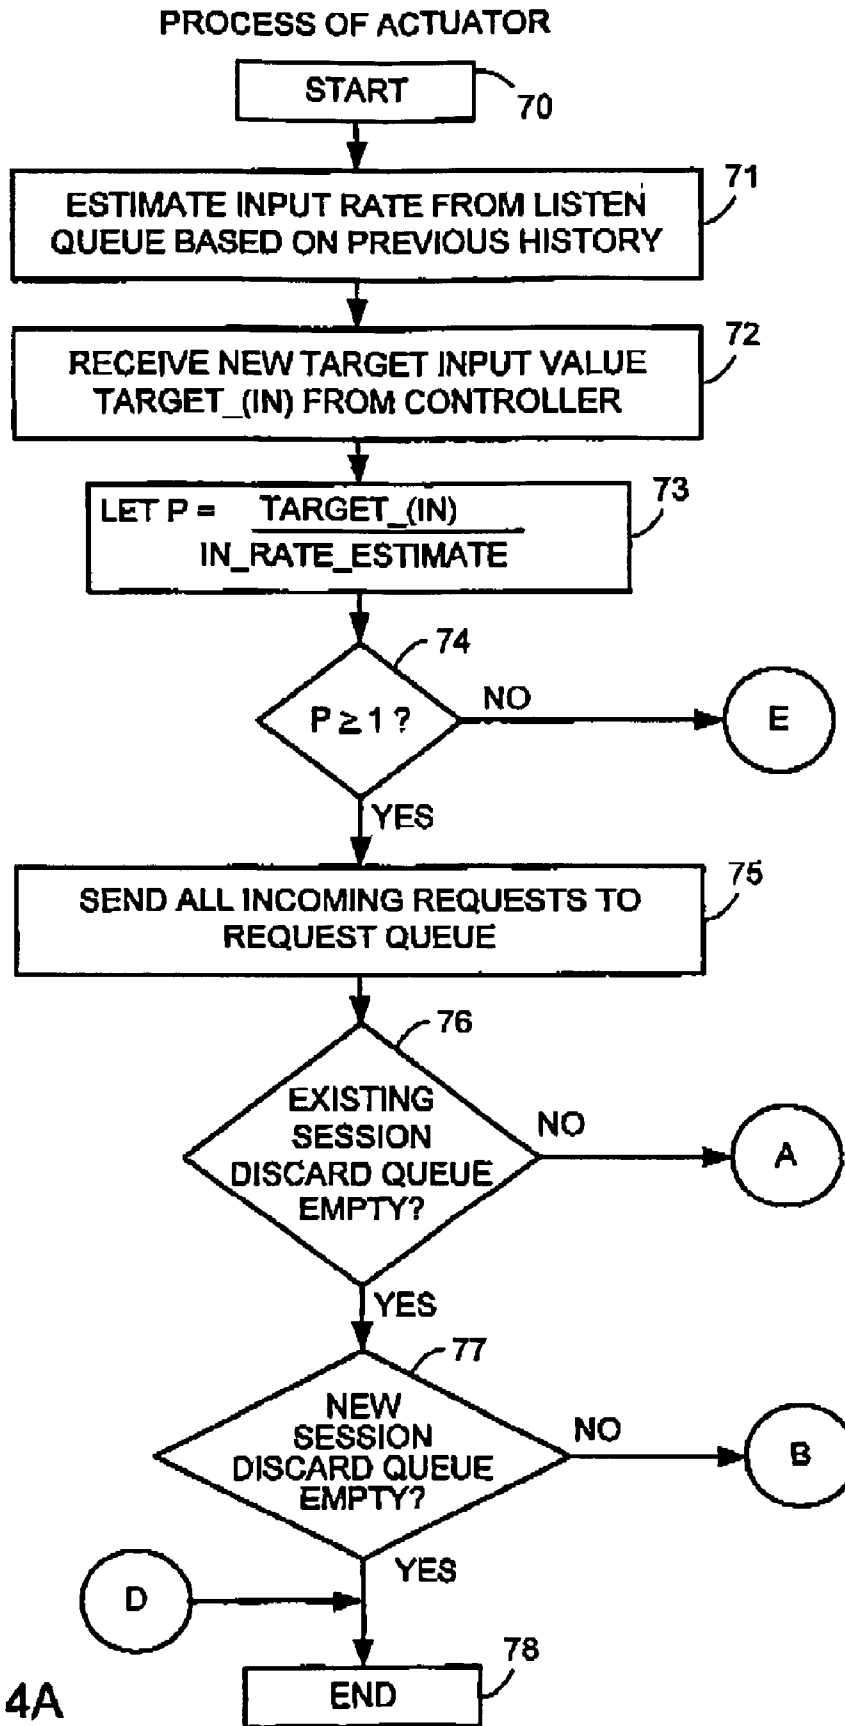 PROCESS OF ACTUATOR
START
70
71
ESTIMATE INPUT RATE FROM LISTEN
QUEUE BASED ON PREVIOUS HISTORY
72
RECEIVE NEW TARGET INPUT VALUE
TARGET_(IN) FROM CONTROLLER
73
LET P = TARGET_(IN)
IN_RATE_ESTIMATE
74
P ≥ 1 ?
NO
E
YES
75
SEND ALL INCOMING REQUESTS TO
REQUEST QUEUE
76
EXISTING
SESSION
DISCARD QUEUE
EMPTY?
NO
A
YES
77
NEW
SESSION
DISCARD QUEUE
EMPTY?
NO
B
YES
D
78
END
4A